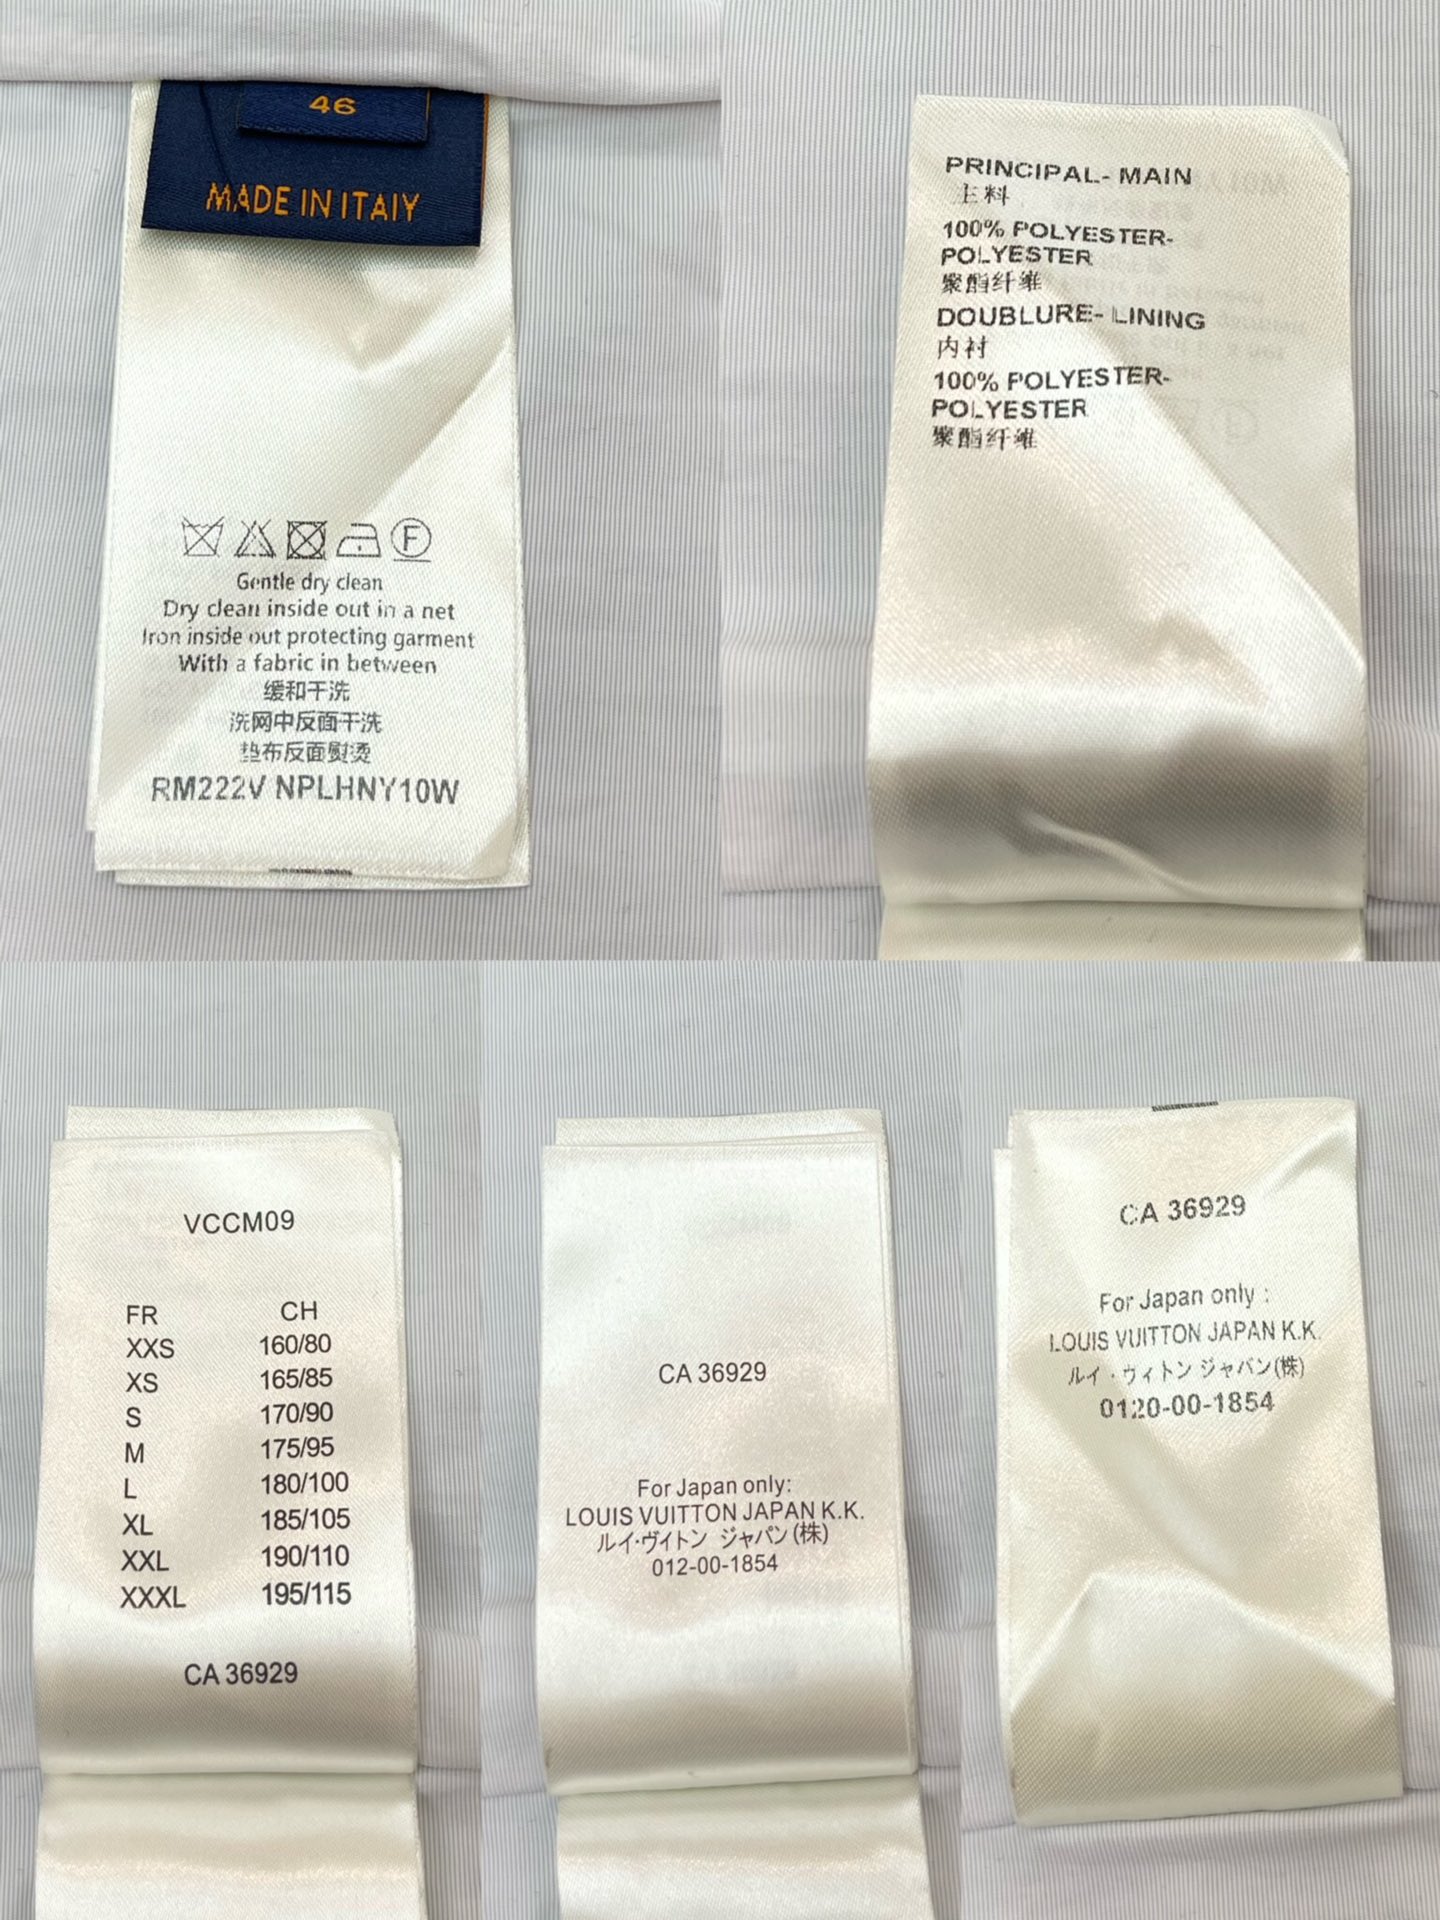 46
MADE IN ITAIY
F
Gentle dry clean
Dry clean inside out in a net
Iron inside out protecting garment
With a fabric in between
缓和干洗
洗网中反面干洗
垫布反面熨烫
RM222V NPLHNY10W
PRINCIPAL- MAIN
主料
100% POLYESTER-
POLYESTER
聚酯纤维
DOUBLURE- LINING
内衬
100% POLYESTER-
POLYESTER
聚酯纤维
VCCM09
FR CH
XXS 160/80
XS 165/85
S 170/90
M 175/95
L 180/100
XL 185/105
XXL 190/110
XXXL 195/115
CA 36929
CA 36929
For Japan only:
LOUIS VUITTON JAPAN K.K.
ルイ·ヴィトン ジャパン(株)
012-00-1854
CA 36929
For Japan only :
LOUIS VUITTON JAPAN K.K.
ルイ・ヴィトン ジャパン(株)
0120-00-1854